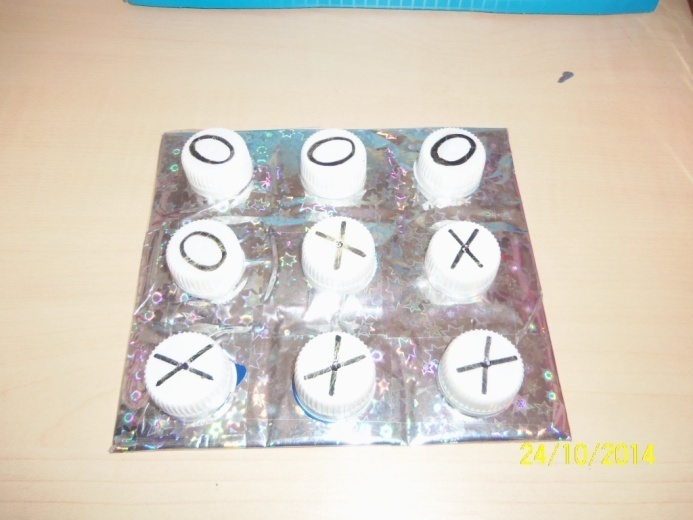 O O O
O X X
X X X
24/10/2014